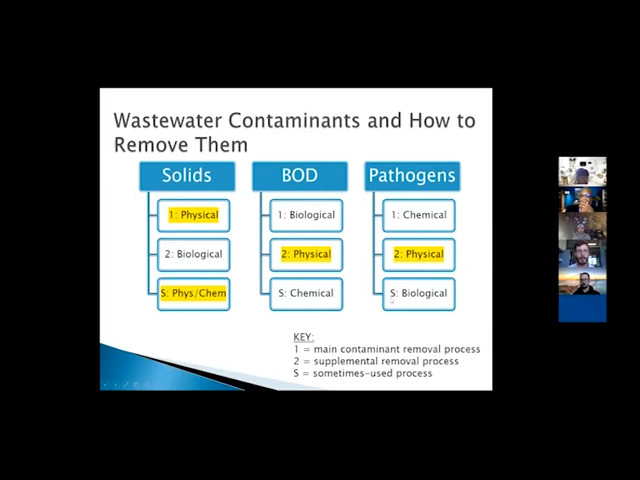 Wastewater Contaminants and How to
Remove Them
Solids
1: Physical
2: Biological
S: Phys/Chem
BOD
1: Biological
2: Physical
S: Chemical
Pathogens
1: Chemical
2: Physical
S: Biological
KEY:
1 = main contaminant removal process
2 = supplemental removal process
S = sometimes-used process